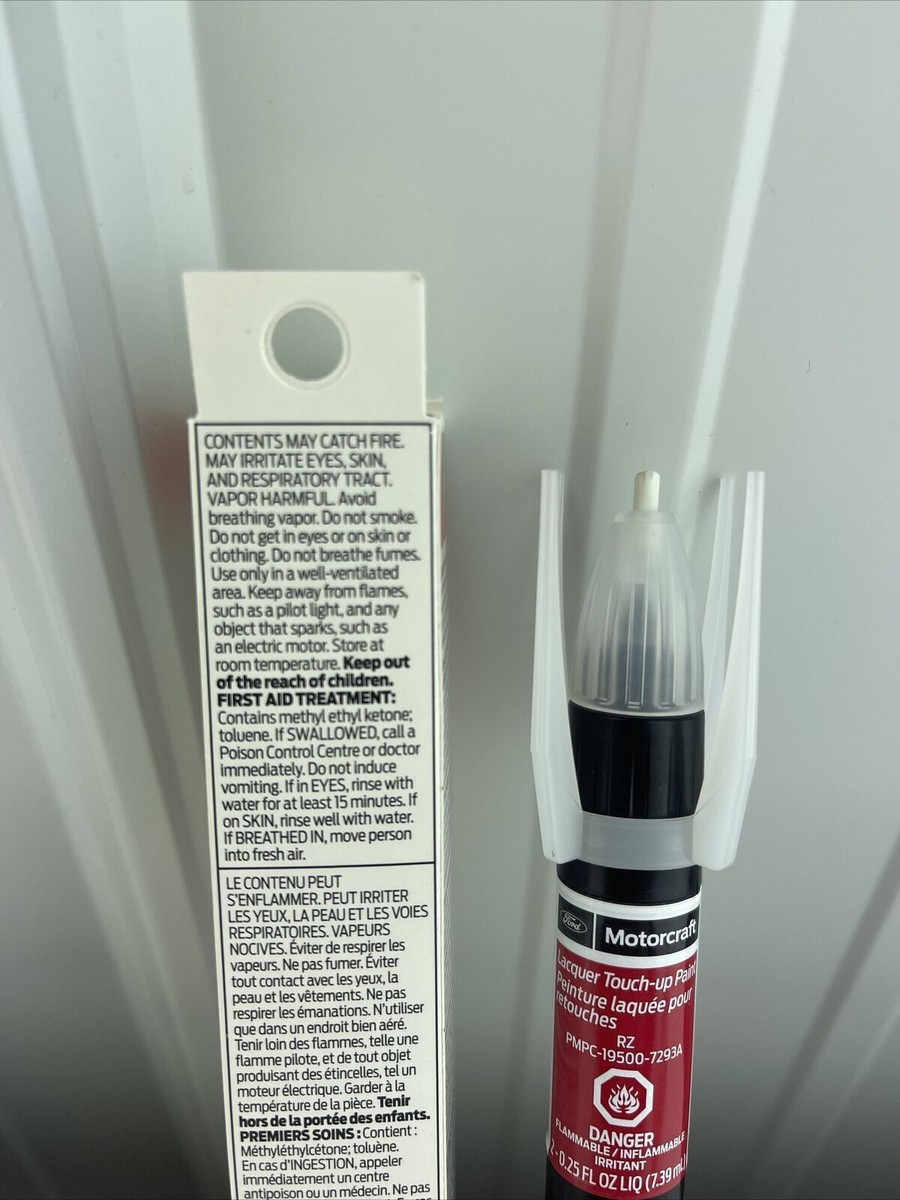 CONTENTS MAY CATCH FIRE.
MAY IRRITATE EYES, SKIN,
AND RESPIRATORY TRACT.
VAPOR HARMFUL. Avoid
breathing vapor. Do not smoke.
Do not get in eyes or on skin or
clothing. Do not breathe fumes.
Use only in a well-ventilated
area. Keep away from flames,
such as a pilot light, and any
object that sparks, such as
an electric motor. Store at
room temperature. Keep out
of the reach of children.
FIRST AID TREATMENT:
Contains methyl ethyl ketone;
toluene. If SWALLOWED, call a
Poison Control Centre or doctor
immediately. Do not induce
vomiting. If in EYES, rinse with
water for at least 15 minutes. If
on SKIN, rinse well with water.
If BREATHED IN, move person
into fresh air.
LE CONTENU PEUT
S'ENFLAMMER. PEUT IRRITER
LES YEUX, LA PEAU ET LES VOIES
RESPIRATOIRES. VAPEURS
NOCIVES. Éviter de respirer les
vapeurs. Ne pas fumer. Éviter
tout contact avec les yeux, la
peau et les vêtements. Ne pas
respirer les émanations. N'utiliser
que dans un endroit bien aéré.
Tenir loin des flammes, telle une
flamme pilote, et de tout objet
produisant des étincelles, tel un
moteur électrique. Garder à la
température de la pièce. Tenir
hors de la portée des enfants.
PREMIERS SOINS : Contient :
Méthyléthylcétone; toluène.
En cas d'INGESTION, appeler
immédiatement un centre
antipoison ou un médecin. Ne pas
Ford Motorcraft
Lacquer Touch-up Paint
Peinture laquée pour
retouches
RZ
PMPC-19500-7293A
DANGER
FLAMMABLE / INFLAMMABLE
IRRITANT
2 - 0.25 FL OZ LIQ (7.39 mL)